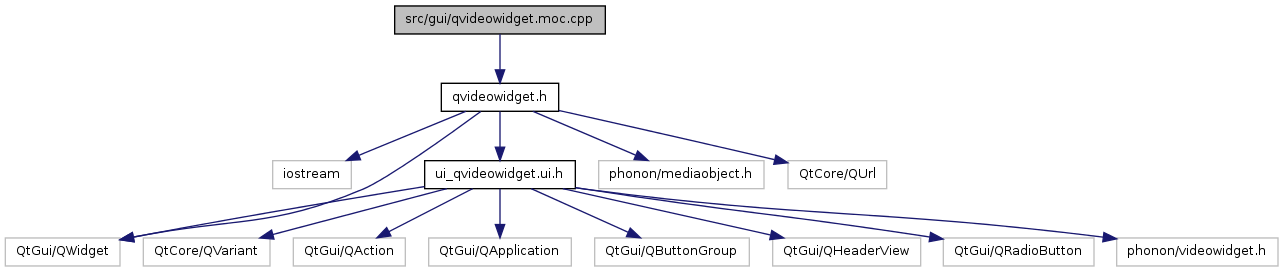 src/gui/qvideowidget.moc.cpp
qvideowidget.h
iostream
ui_qvideowidget.ui.h
phonon/mediaobject.h
QtCore/QUrl
QtGui/QWidget
QtCore/QVariant
QtGui/QAction
QtGui/QApplication
QtGui/QButtonGroup
QtGui/QHeaderView
QtGui/QRadioButton
phonon/videowidget.h